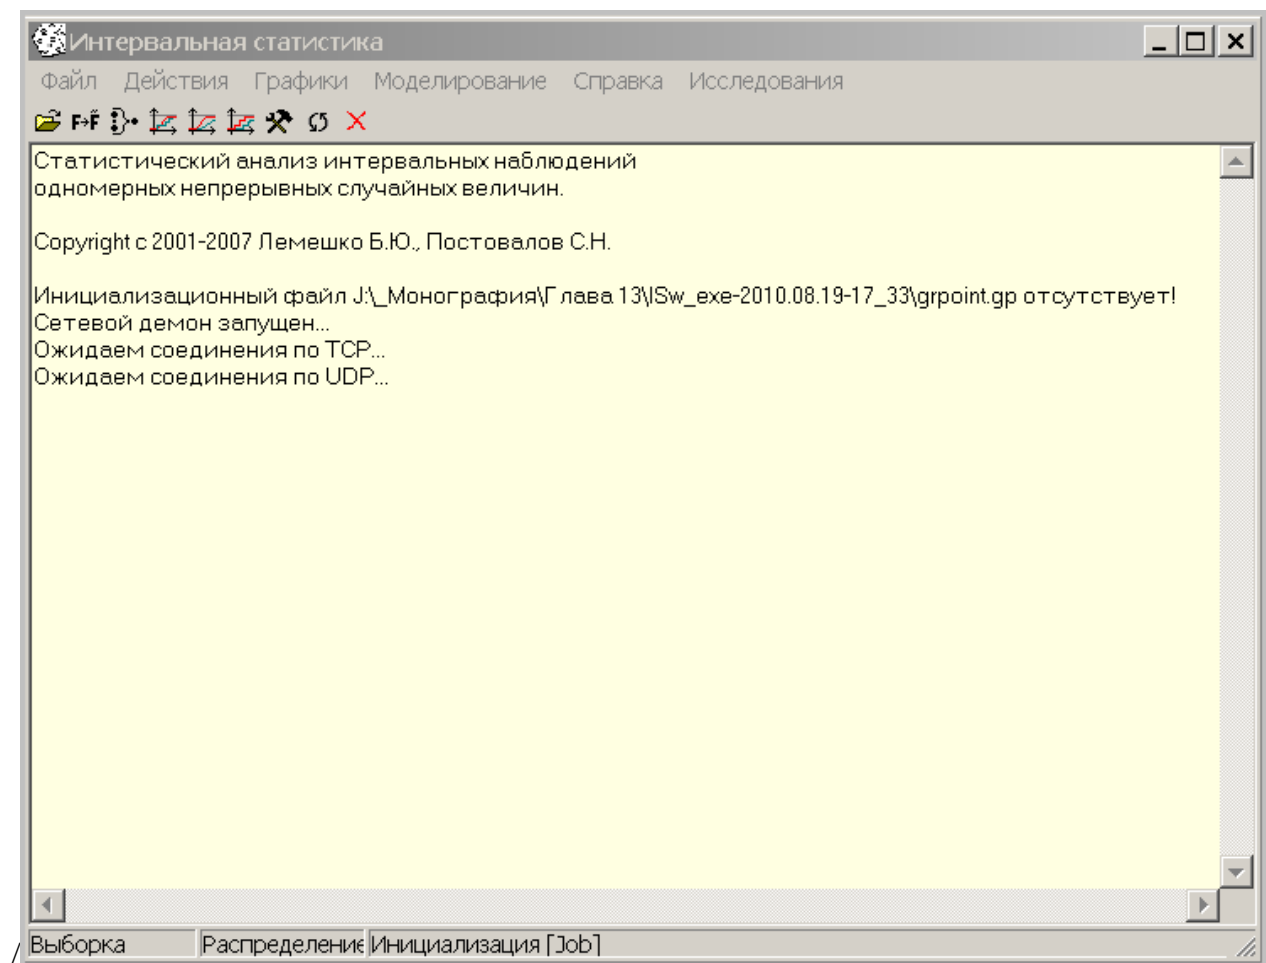 Интервальная статистика
Файл Действия Графики Моделирование Справка Исследования
F→F̃
Статистический анализ интервальных наблюдений
одномерных непрерывных случайных величин.
Copyright с 2001-2007 Лемешко Б.Ю., Постовалов С.Н.
Инициализационный файл J:\_Монография\Глава 13\ISw_exe-2010.08.19-17_33\grpoint.gp отсутствует!
Сетевой демон запущен...
Ожидаем соединения по TCP...
Ожидаем соединения по UDP...
/ Выборка Распределение Инициализация [Job]